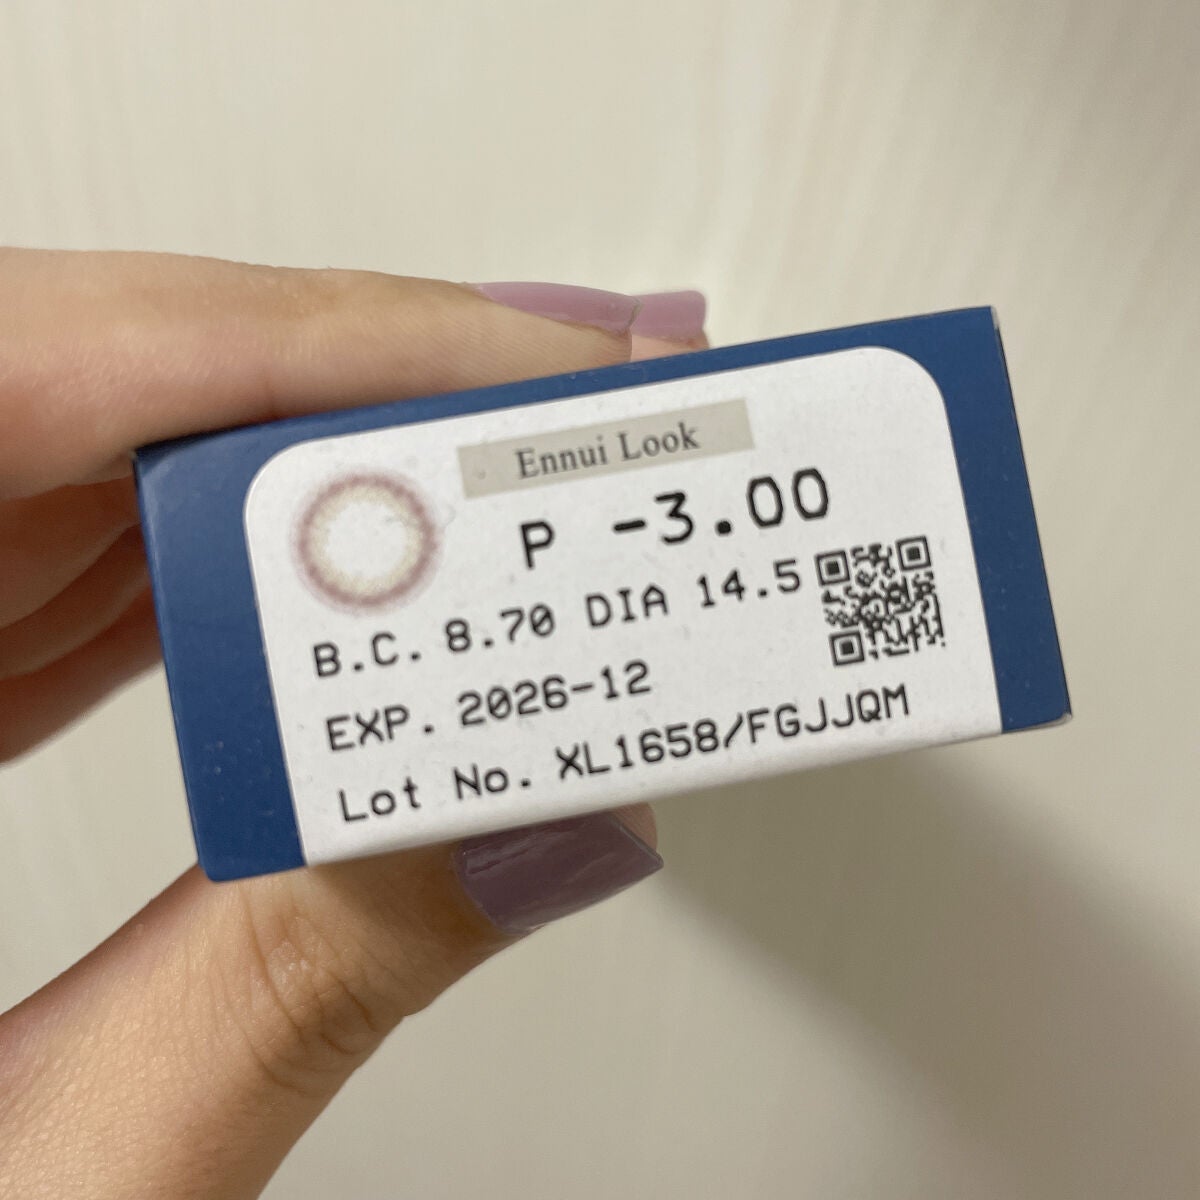 Ennui Look
P -3.00
B.C. 8.70 DIA 14.5
EXP. 2026-12
Lot No. XL1658/FGJJQM